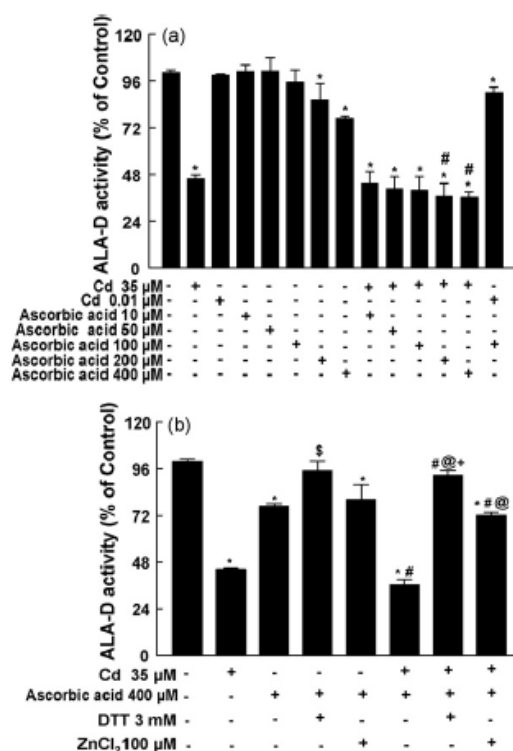 (a)
ALA-D activity (% of Control)
120
96
72
48
24
0
* * * * * * # * # * *
Cd 35 µM - + - - - - - - + + + + + -
Cd 0.01 µM - - + - - - - - - - - - - +
Ascorbic acid 10 µM - - - + - - - - + - - - - -
Ascorbic acid 50 µM - - - - + - - - - + - - - -
Ascorbic acid 100 µM - - - - - + - - - - + - - +
Ascorbic acid 200 µM - - - - - - + - - - - + - -
Ascorbic acid 400 µM - - - - - - - + - - - - + -
(b)
ALA-D activity (% of Control)
120
96
72
48
24
0
* * $ * * # # @ + * # @
Cd 35 µM - + - - - + + +
Ascorbic acid 400 µM - - + + + + + +
DTT 3 mM - - - + - - + -
ZnCl₂ 100 µM - - - - + - - +